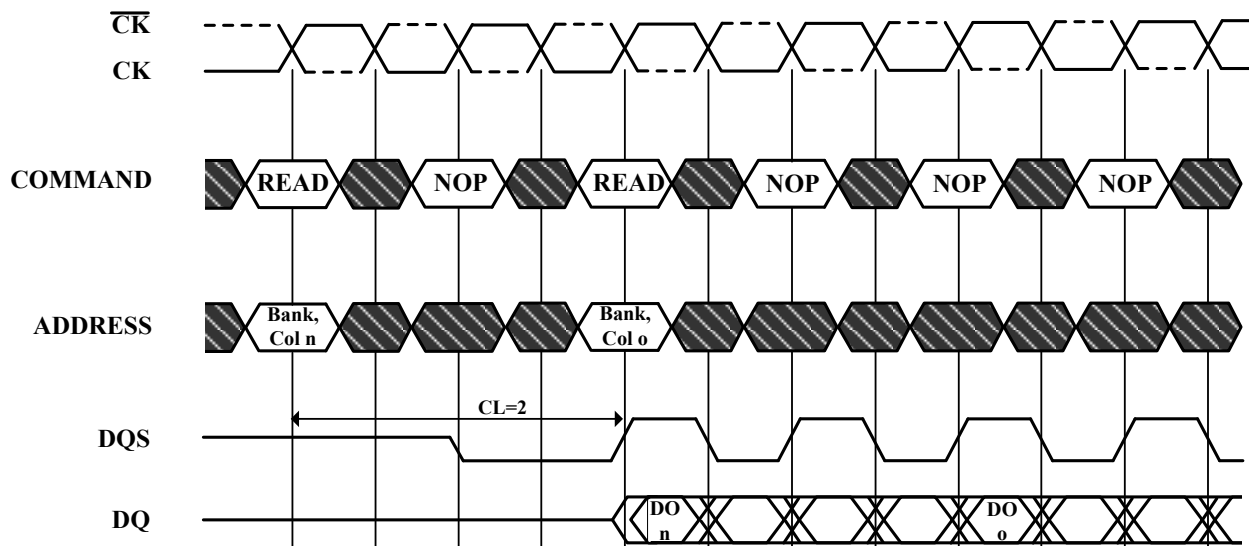 CK
CK
COMMAND READ NOP READ NOP NOP NOP
ADDRESS Bank, Col n Bank, Col o
CL=2
DQS
DQ DO n DO o